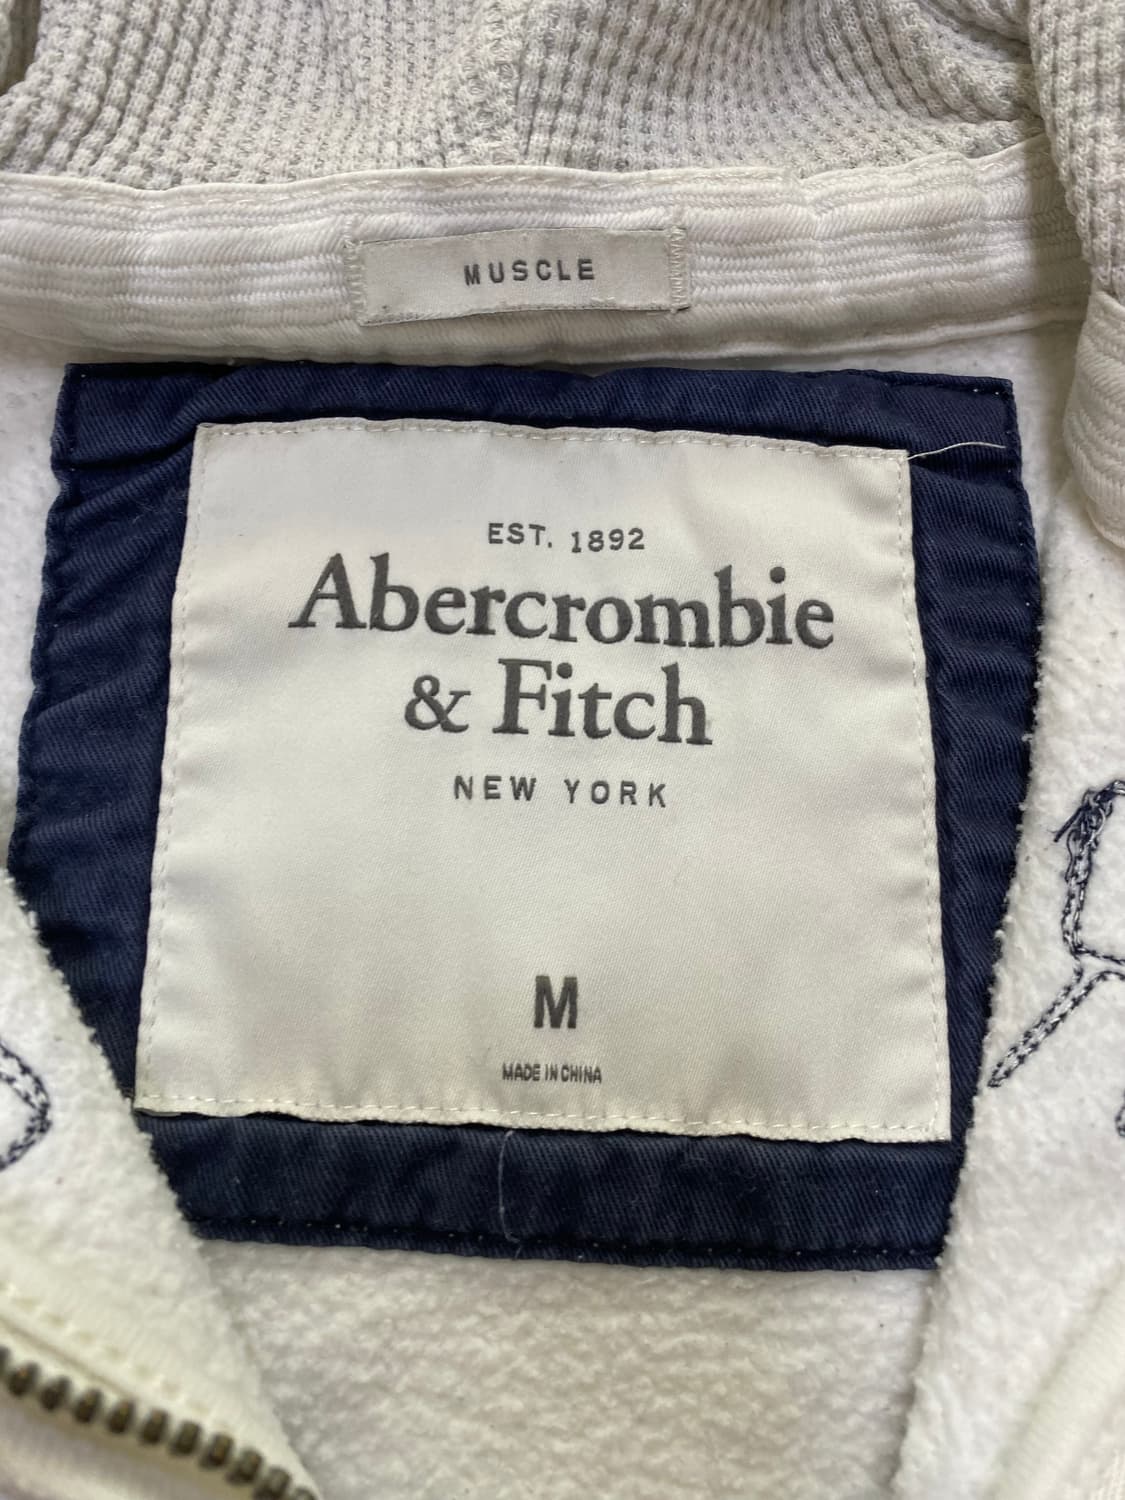 MUSCLE
EST. 1892
Abercrombie
& Fitch
NEW YORK
M
MADE IN CHINA